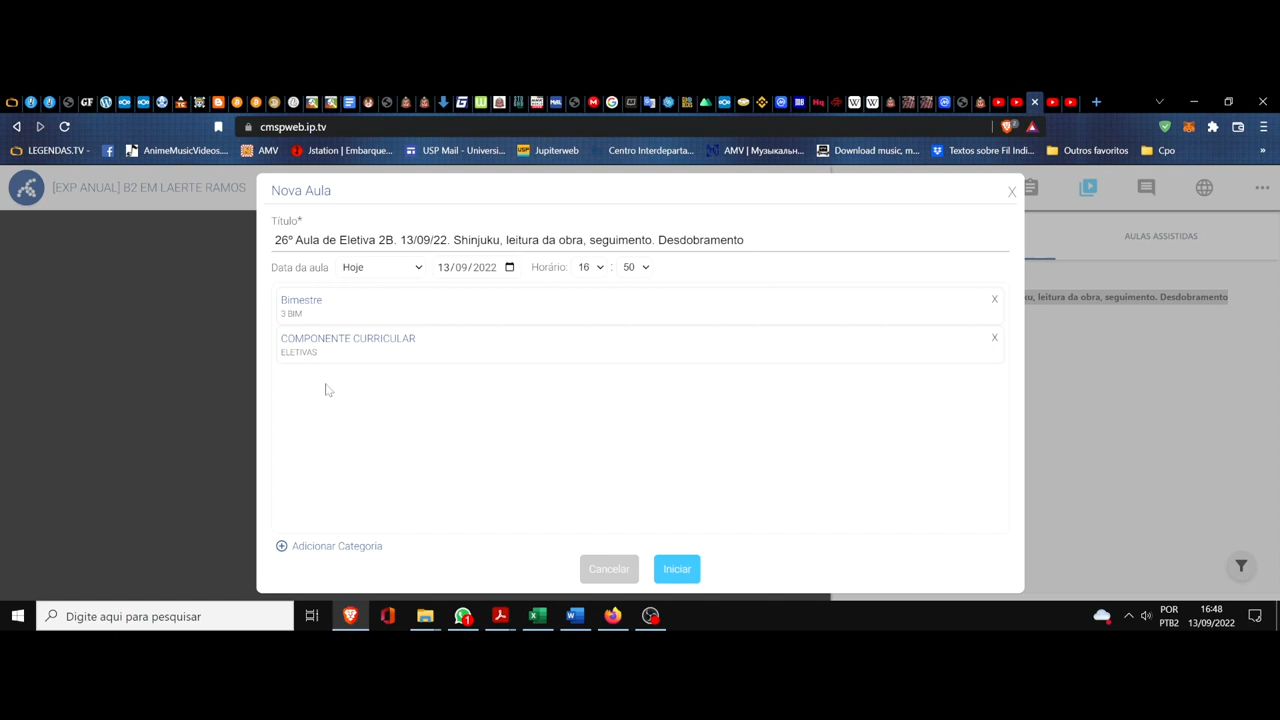 cmspweb.ip.tv
LEGENDAS.TV -
AnimeMusicVideos...
AMV
Jstation | Embarque...
USP Mail - Universi...
Jupiterweb
Centro Interdeparta...
AMV | Музыкальн...
Download music, m...
Textos sobre Fil Indi...
Outros favoritos
Cpo
»
[EXP ANUAL] B2 EM LAERTE RAMOS
Nova Aula
X
AULAS ASSISTIDAS
Título*
26º Aula de Eletiva 2B. 13/09/22. Shinjuku, leitura da obra, seguimento. Desdobramento
Data da aula Hoje 13/09/2022 Horário: 16 : 50
Bimestre X
3 BIM
ku, leitura da obra, seguimento. Desdobramento
COMPONENTE CURRICULAR X
ELETIVAS
Adicionar Categoria
Cancelar
Iniciar
Digite aqui para pesquisar
POR
PTB2
16:48
13/09/2022